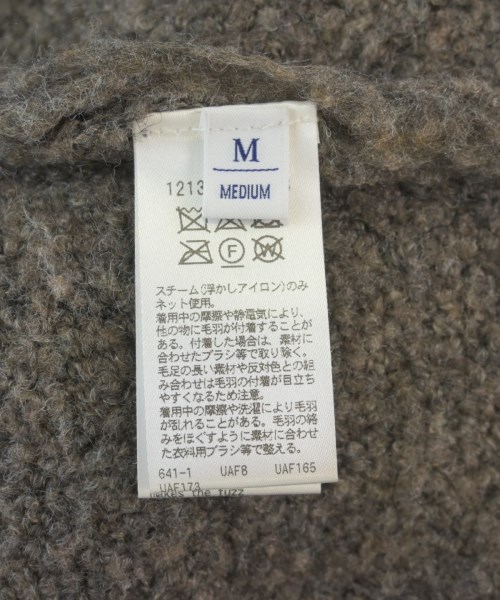 M
MEDIUM
1213
F
W
スチーム(浮かしアイロン)のみ
ネット使用。
着用中の摩擦や静電気により、
他の物に毛羽が付着することが
ある。付着した場合は、素材に
合わせたブラシ等で取り除く。
毛足の長い素材や反対色との組
み合わせは毛羽の付着が目立ち
やすくなるため注意。
着用中の摩擦や洗濯により毛羽
が乱れることがある。毛羽の絡
みをほぐすように素材に合わせ
た衣料用ブラシ等で整える。
641-1 UAF8 UAF165
UAF173
makes the fuzz